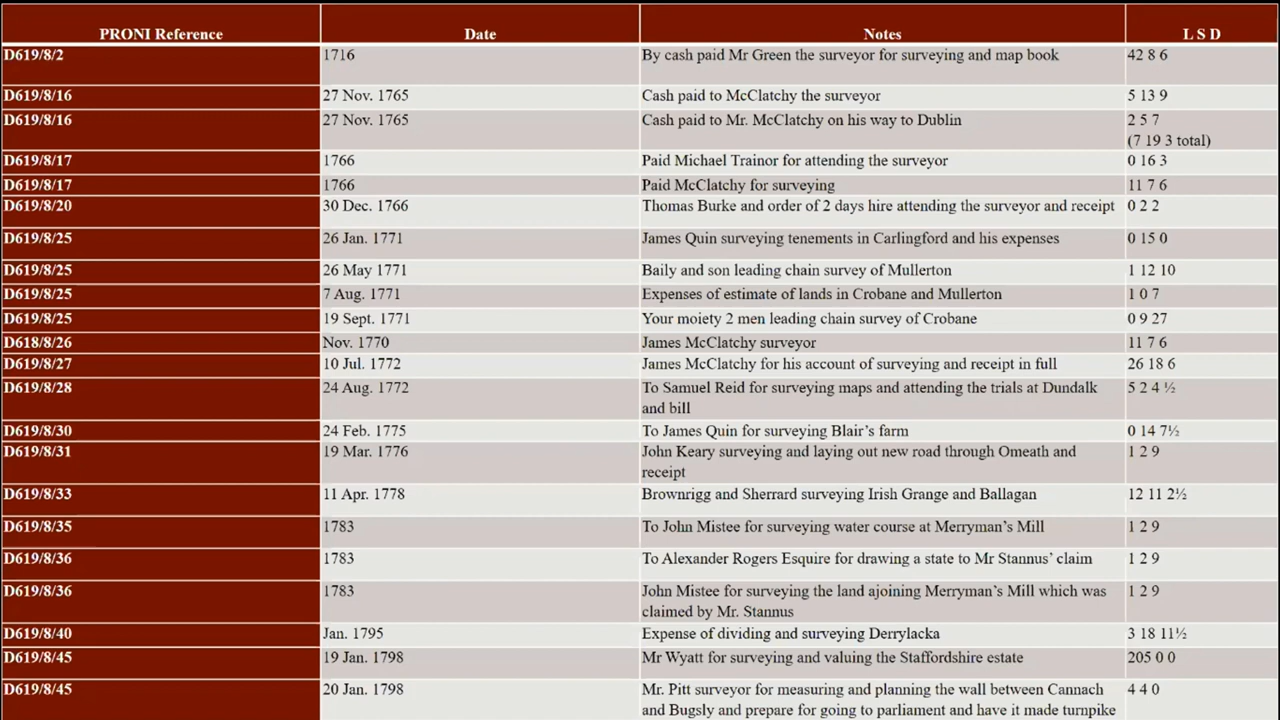 PRONI Reference Date Notes L S D
D619/8/2 1716 By cash paid Mr Green the surveyor for surveying and map book 42 8 6
D619/8/16 27 Nov. 1765 Cash paid to McClatchy the surveyor 5 13 9
D619/8/16 27 Nov. 1765 Cash paid to Mr. McClatchy on his way to Dublin 2 5 7
(7 19 3 total)
D619/8/17 1766 Paid Michael Trainor for attending the surveyor 0 16 3
D619/8/17 1766 Paid McClatchy for surveying 11 7 6
D619/8/20 30 Dec. 1766 Thomas Burke and order of 2 days hire attending the surveyor and receipt 0 2 2
D619/8/25 26 Jan. 1771 James Quin surveying tenements in Carlingford and his expenses 0 15 0
D619/8/25 26 May 1771 Baily and son leading chain survey of Mullerton 1 12 10
D619/8/25 7 Aug. 1771 Expenses of estimate of lands in Crobane and Mullerton 1 0 7
D619/8/25 19 Sept. 1771 Your moiety 2 men leading chain survey of Crobane 0 9 27
D618/8/26 Nov. 1770 James McClatchy surveyor 11 7 6
D619/8/27 10 Jul. 1772 James McClatchy for his account of surveying and receipt in full 26 18 6
D619/8/28 24 Aug. 1772 To Samuel Reid for surveying maps and attending the trials at Dundalk 5 2 4 ½
and bill
D619/8/30 24 Feb. 1775 To James Quin for surveying Blair's farm 0 14 7½
D619/8/31 19 Mar. 1776 John Keary surveying and laying out new road through Omeath and 1 2 9
receipt
D619/8/33 11 Apr. 1778 Brownrigg and Sherrard surveying Irish Grange and Ballagan 12 11 2½
D619/8/35 1783 To John Mistee for surveying water course at Merryman's Mill 1 2 9
D619/8/36 1783 To Alexander Rogers Esquire for drawing a state to Mr Stannus' claim 1 2 9
D619/8/36 1783 John Mistee for surveying the land ajoining Merryman's Mill which was 1 2 9
claimed by Mr. Stannus
D619/8/40 Jan. 1795 Expense of dividing and surveying Derrylacka 3 18 11½
D619/8/45 19 Jan. 1798 Mr Wyatt for surveying and valuing the Staffordshire estate 205 0 0
D619/8/45 20 Jan. 1798 Mr. Pitt surveyor for measuring and planning the wall between Cannach 4 4 0
and Bugsly and prepare for going to parliament and have it made turnpike